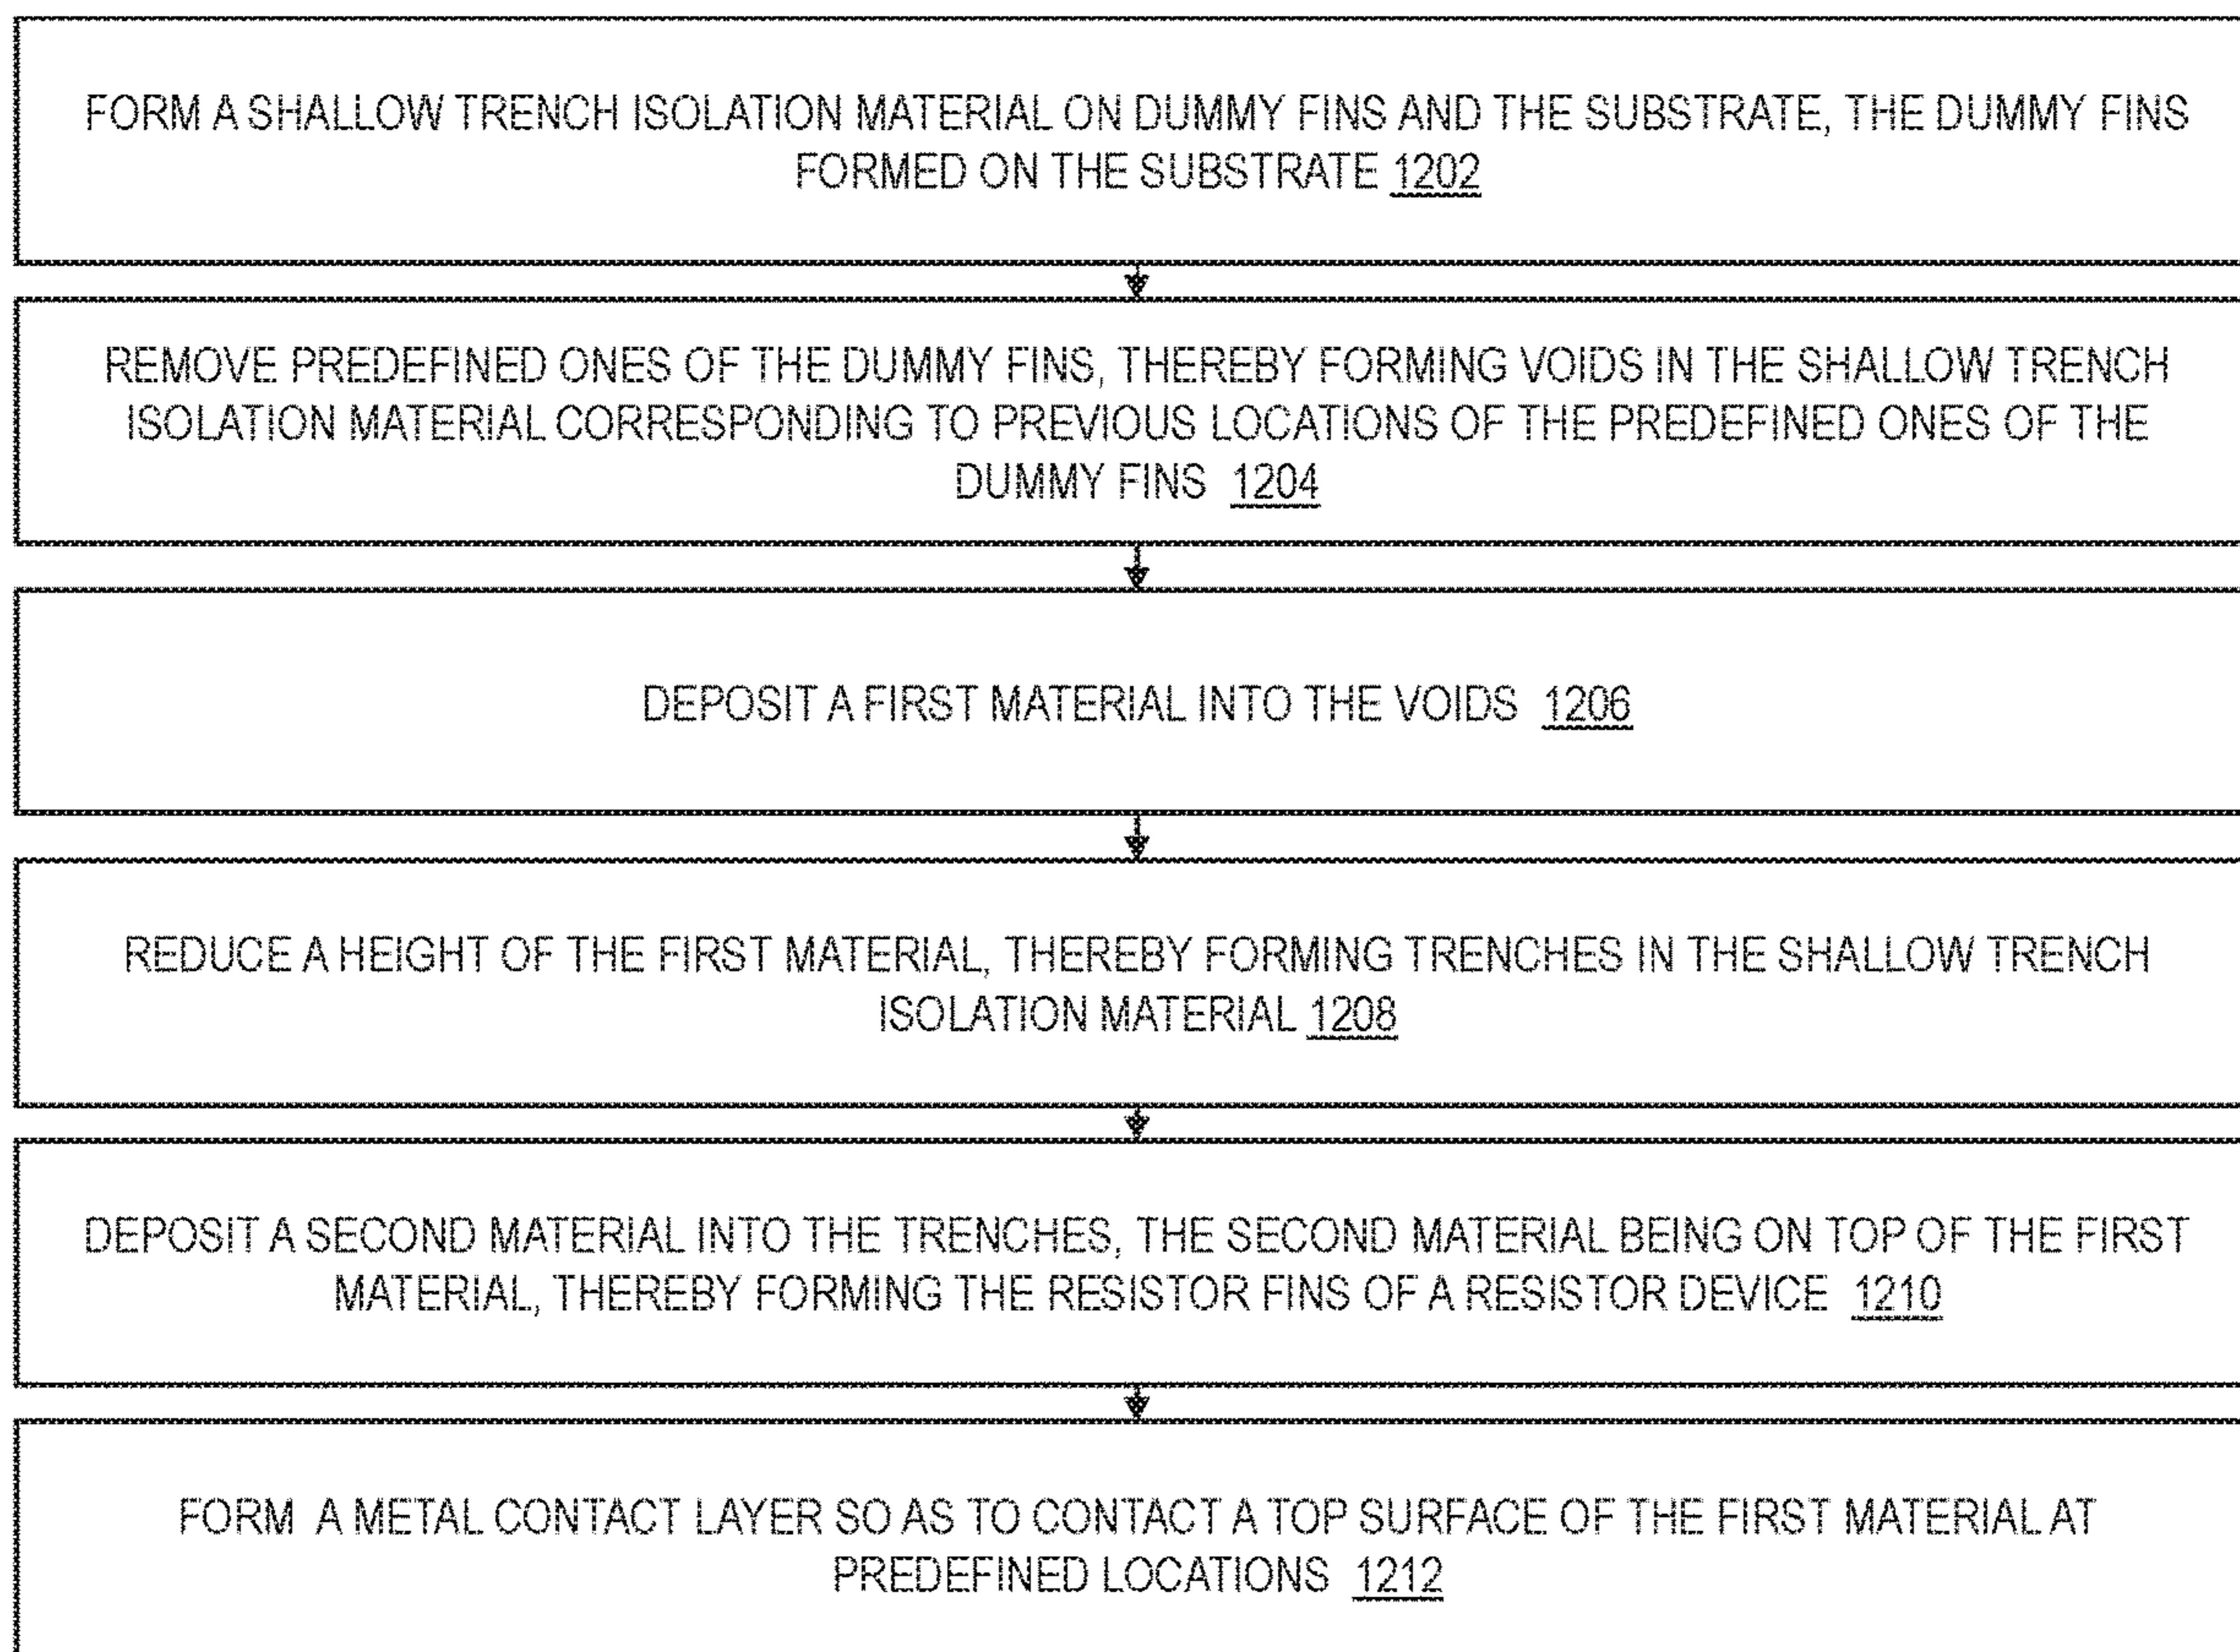 FORM A SHALLOW TRENCH ISOLATION MATERIAL ON DUMMY FINS AND THE SUBSTRATE, THE DUMMY FINS
FORMED ON THE SUBSTRATE 1202
REMOVE PREDEFINED ONES OF THE DUMMY FINS, THEREBY FORMING VOIDS IN THE SHALLOW TRENCH
ISOLATION MATERIAL CORRESPONDING TO PREVIOUS LOCATIONS OF THE PREDEFINED ONES OF THE
DUMMY FINS 1204
DEPOSIT A FIRST MATERIAL INTO THE VOIDS 1206
REDUCE A HEIGHT OF THE FIRST MATERIAL, THEREBY FORMING TRENCHES IN THE SHALLOW TRENCH
ISOLATION MATERIAL 1208
DEPOSIT A SECOND MATERIAL INTO THE TRENCHES, THE SECOND MATERIAL BEING ON TOP OF THE FIRST
MATERIAL, THEREBY FORMING THE RESISTOR FINS OF A RESISTOR DEVICE 1210
FORM A METAL CONTACT LAYER SO AS TO CONTACT A TOP SURFACE OF THE FIRST MATERIAL AT
PREDEFINED LOCATIONS 1212